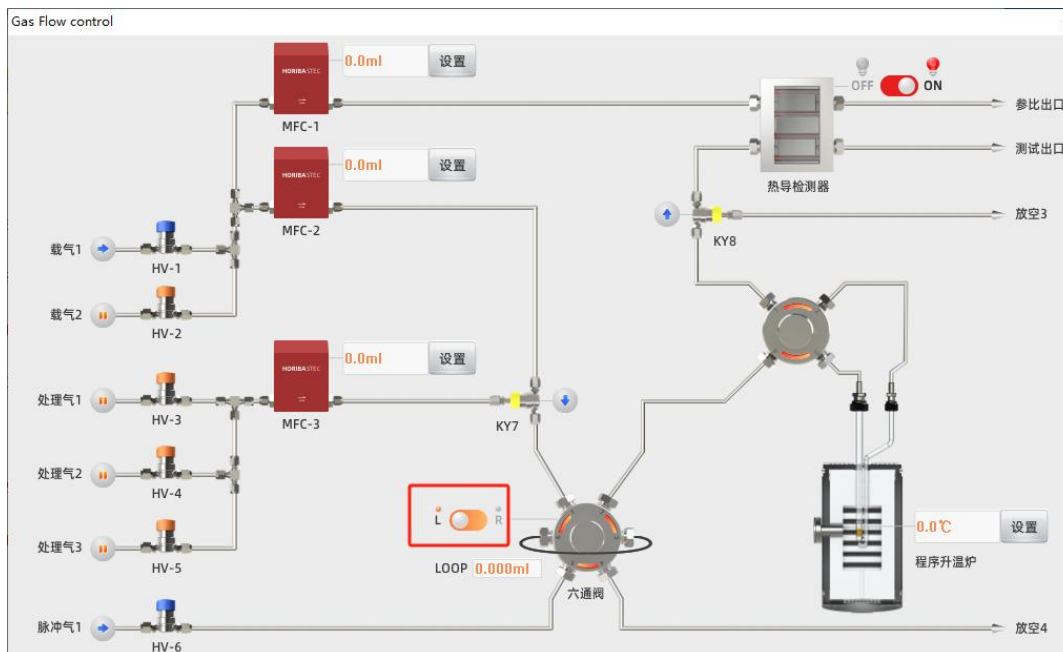 Gas Flow control
0.0ml 设置
HORIBASTEC
MFC-1
OFF ON
参比出口
测试出口
热导检测器
0.0ml 设置
HORIBASTEC
MFC-2
放空3
KY8
载气1
HV-1
载气2
HV-2
0.0ml 设置
HORIBASTEC
MFC-3
处理气1
HV-3
KY7
处理气2
HV-4
L R
LOOP 0.000ml
六通阀
0.0℃ 设置
程序升温炉
处理气3
HV-5
脉冲气1
HV-6
放空4